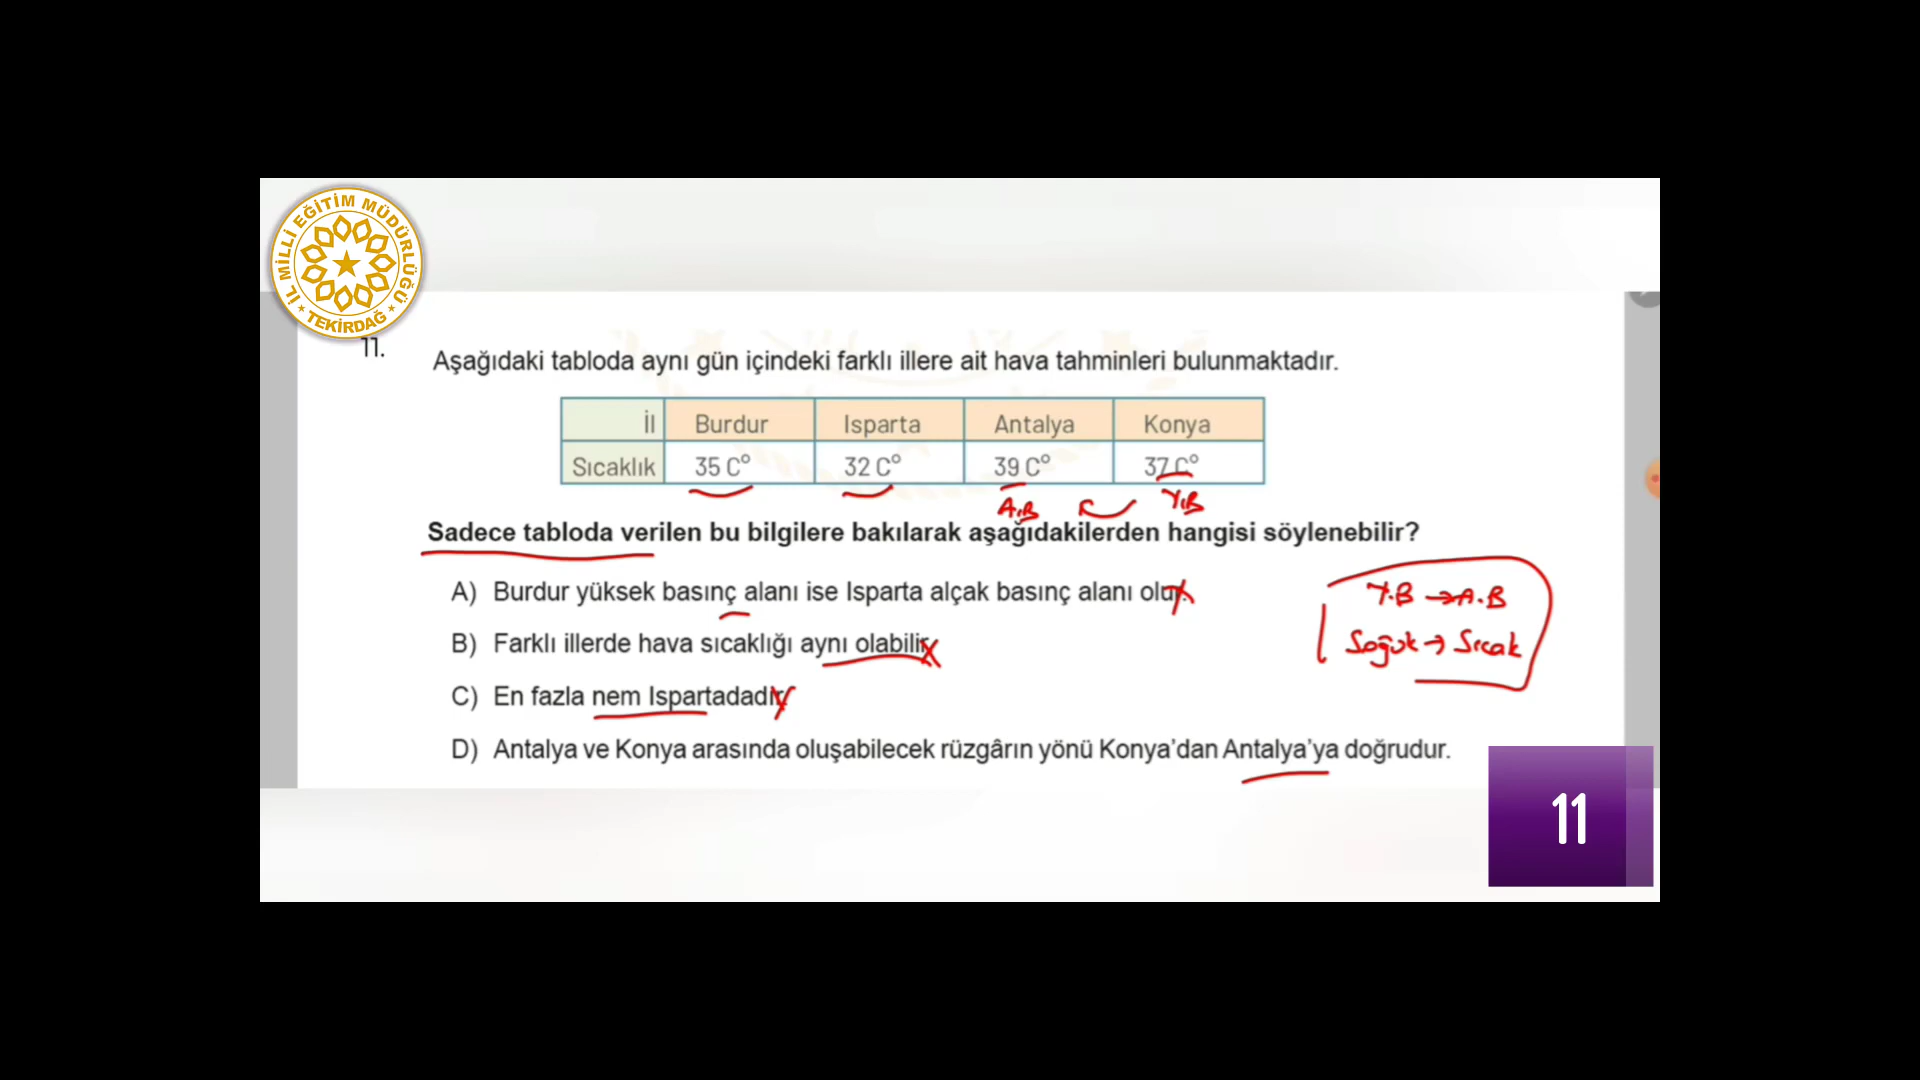 İL MİLLİ EĞİTİM MÜDÜRLÜĞÜ
TEKİRDAĞ
11.
Aşağıdaki tabloda aynı gün içindeki farklı illere ait hava tahminleri bulunmaktadır.
İl Burdur Isparta Antalya Konya
Sıcaklık 35 C° 32 C° 39 C° 37 C°
A.B Y.B
Sadece tabloda verilen bu bilgilere bakılarak aşağıdakilerden hangisi söylenebilir?
A) Burdur yüksek basınç alanı ise Isparta alçak basınç alanı olur.
Y.B → A.B
B) Farklı illerde hava sıcaklığı aynı olabilir.
Soğuk → Sıcak
C) En fazla nem Ispartadadır.
D) Antalya ve Konya arasında oluşabilecek rüzgârın yönü Konya'dan Antalya'ya doğrudur.
11